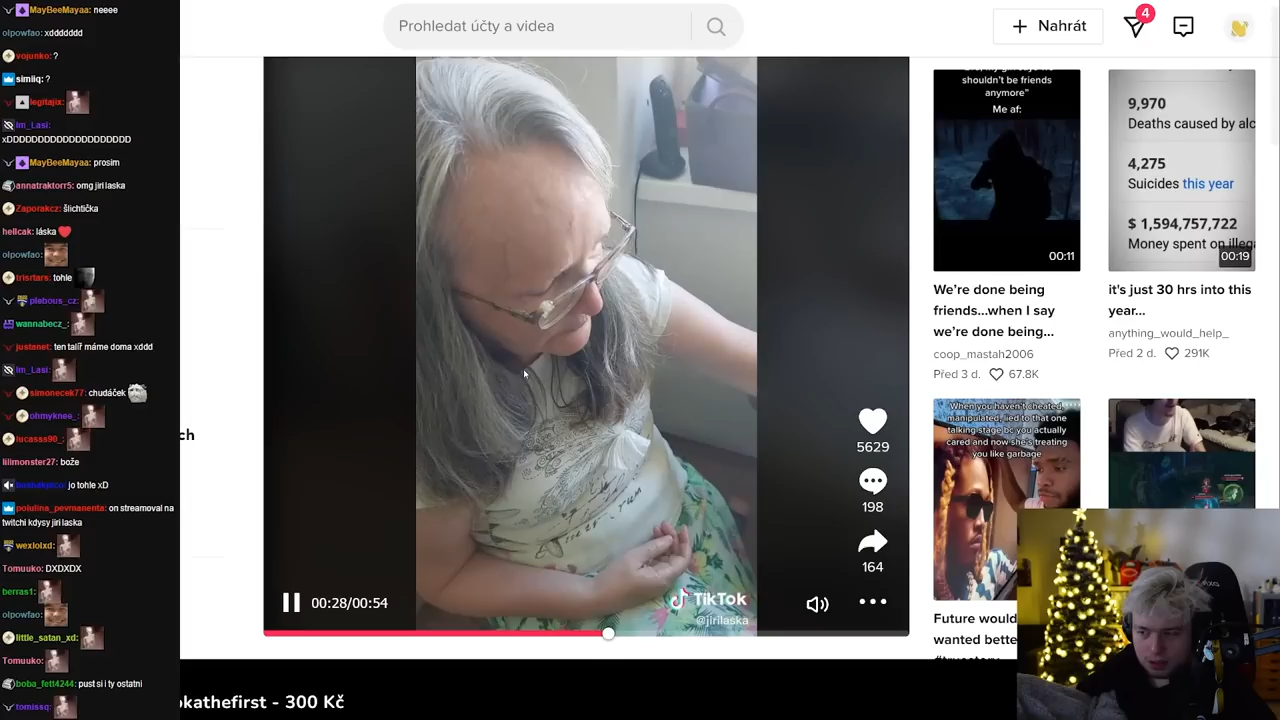 MayBeeMayaa: neeee
olpowfao: xddddddd
vojunko: ?
simiiq: ?
legitajix:
Im_Lasi:
xDDDDDDDDDDDDDDDDDDDD
MayBeeMayaa: prosim
annatraktorr5: omg jiri laska
Zaporakcz: šlichtička
hellcak: láska
olpowfao:
trisrtars: tohle
plebous_cz:
wannabecz_:
justanet: ten talíř máme doma xddd
Im_Lasi:
simonecek77: chudáček
ohmyknee_:
lucasss90_:
lilimonster27: bože
jo tohle xD
polulina_pevmanenta: on streamoval na
twitchi kdysy jiri laska
wexlolxd:
Tomuuko: DXDXDX
berras1:
olpowfao:
little_satan_xd:
Tomuuko:
boba_fett4244: pust si i ty ostatni
tomissq:
Prohledat účty a videa
Nahrát
4
ch
00:28/00:54
5629
198
164
TikTok
@jirilaska
shouldn't be friends
anymore"
Me af:
00:11
We're done being
friends...when I say
we're done being...
coop_mastah2006
Před 3 d. 67.8K
9,970
Deaths caused by alc
4,275
Suicides this year
$ 1,594,757,722
Money spent on illega
00:19
it's just 30 hrs into this
year...
anything_would_help_
Před 2 d. 291K
When you haven't cheated,
manipulated, lied to that one
talking stage bc you actually
cared and now she's treating
you like garbage
Future would
wanted bette
okathefirst - 300 Kč